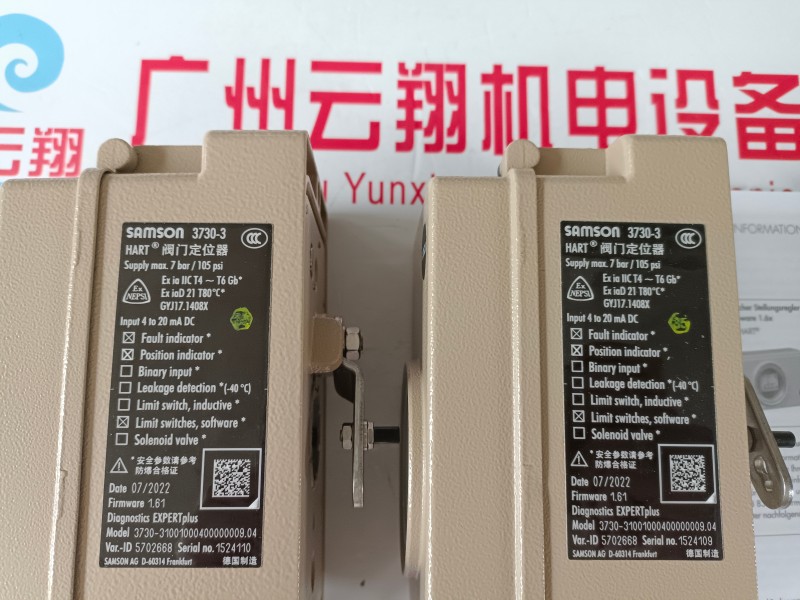 广州云翔机电设备
云翔
Yunx
SAMSON 3730-3
HART® 阀门定位器
CCC
Supply max. 7 bar / 105 psi
Ex
NEPSI
Ex ia IIC T4 ~ T6 Gb*
Ex iaD 21 T80°C*
GYJ17.1408X
Input 4 to 20 mA DC
☒ Fault indicator *
☒ Position indicator *
☐ Binary input *
☐ Leakage detection *(-40 °C)
☐ Limit switch, inductive *
☒ Limit switches, software *
☐ Solenoid valve *
* 安全参数请参考
防爆合格证
Date 07/2022
Firmware 1.61
Diagnostics EXPERTplus
Model 3730-31001000400000009.04
Var.-ID 5702668 Serial no. 1524110
SAMSON AG D-60314 Frankfurt 德国制造
SAMSON 3730-3
HART® 阀门定位器
CCC
Supply max. 7 bar / 105 psi
Ex
NEPSI
Ex ia IIC T4 ~ T6 Gb*
Ex iaD 21 T80°C*
GYJ17.1408X
Input 4 to 20 mA DC
☒ Fault indicator *
☒ Position indicator *
☐ Binary input *
☐ Leakage detection *(-40 °C)
☐ Limit switch, inductive *
☒ Limit switches, software *
☐ Solenoid valve *
* 安全参数请参考
防爆合格证
Date 07/2022
Firmware 1.61
Diagnostics EXPERTplus
Model 3730-31001000400000009.04
Var.-ID 5702668 Serial no. 1524109
SAMSON AG D-60314 Frankfurt 德国制造
INFORMATION
Stellungsregler